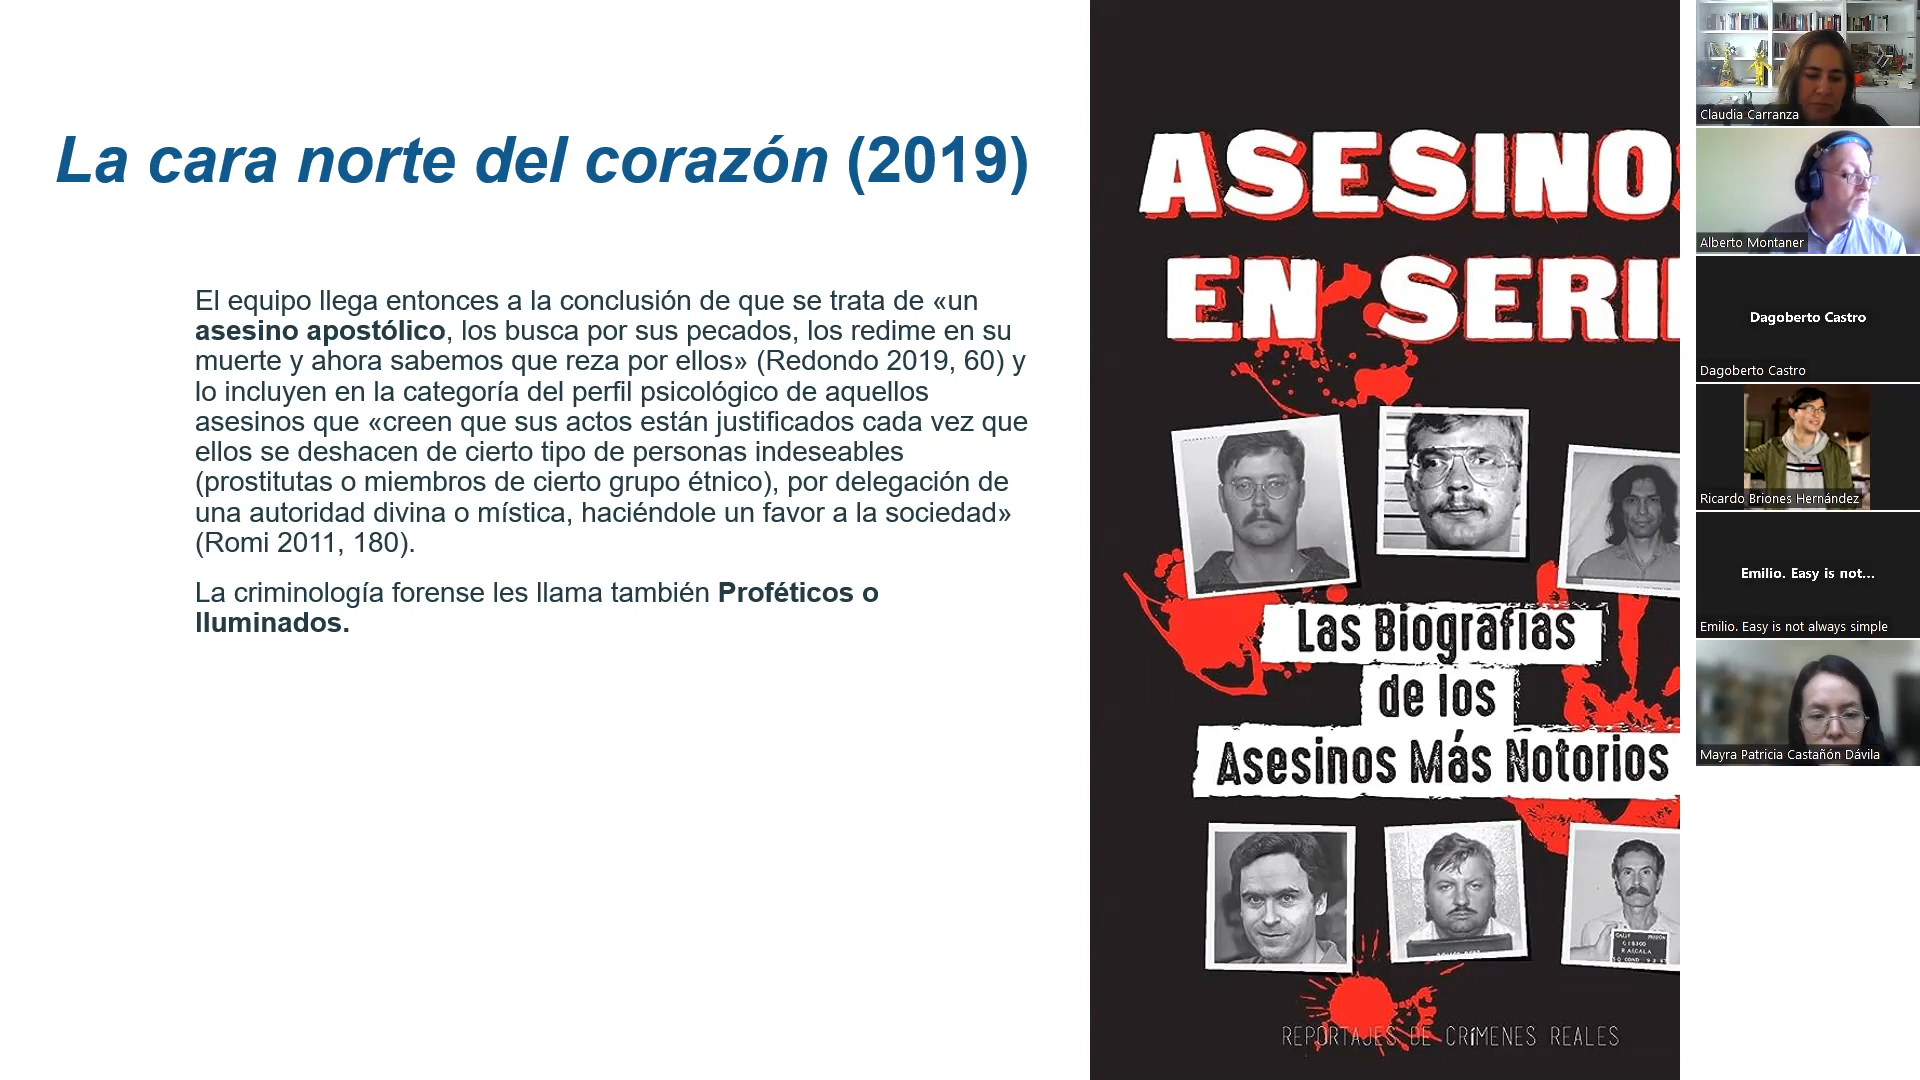 La cara norte del corazón (2019)
El equipo llega entonces a la conclusión de que se trata de «un
asesino apostólico, los busca por sus pecados, los redime en su
muerte y ahora sabemos que reza por ellos» (Redondo 2019, 60) y
lo incluyen en la categoría del perfil psicológico de aquellos
asesinos que «creen que sus actos están justificados cada vez que
ellos se deshacen de cierto tipo de personas indeseables
(prostitutas o miembros de cierto grupo étnico), por delegación de
una autoridad divina o mística, haciéndole un favor a la sociedad»
(Romi 2011, 180).
La criminología forense les llama también Proféticos o
Iluminados.
ASESINOS
EN SERI
Las Biografías
de los
Asesinos Más Notorios
REPORTAJES DE CRíMENES REALES
Claudia Carranza
Alberto Montaner
Dagoberto Castro
Dagoberto Castro
Ricardo Briones Hernández
Emilio. Easy is not...
Emilio. Easy is not always simple
Mayra Patricia Castañón Dávila